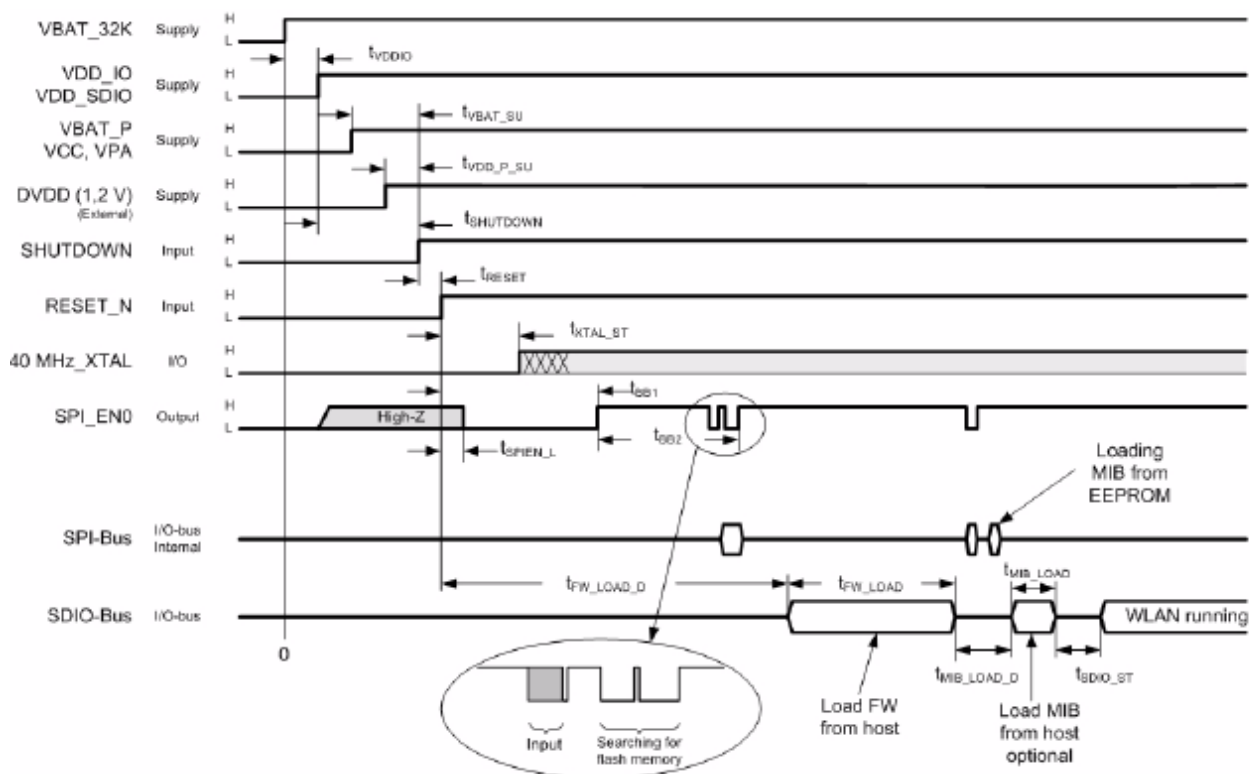 VBAT_32K Supply H
L
tVDDIO
VDD_IO
VDD_SDIO Supply H
L
tVBAT_SU
VBAT_P
VCC, VPA Supply H
L
tVDD_P_SU
DVDD (1,2 V) Supply H
(External) L
tSHUTDOWN
SHUTDOWN Input H
L
tRESET
RESET_N Input H
L
tXTAL_ST
40 MHz_XTAL I/O H
L
tBB1
SPI_EN0 Output H
L
High-Z
tBB2
tSPIEN_L
Loading
MIB from
EEPROM
SPI-Bus I/O-bus
Internal
tFW_LOAD_D tFW_LOAD tMIB_LOAD
SDIO-Bus I/O-bus WLAN running
0
tMIB_LOAD_D tSDIO_ST
Load FW
from host
Load MIB
from host
optional
Input Searching for
flash memory